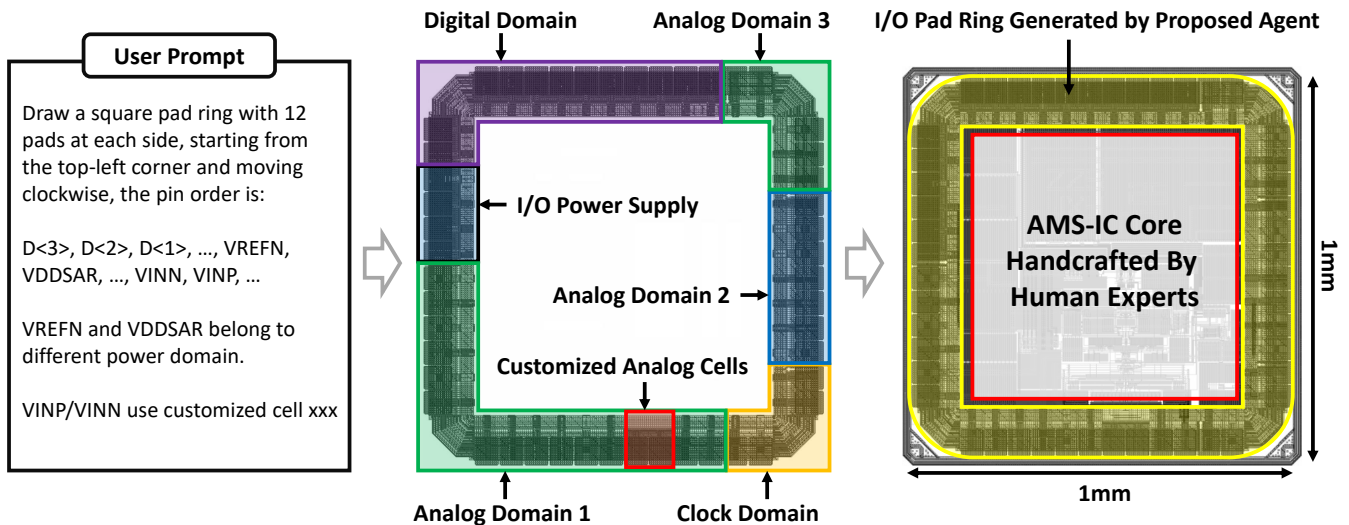 User Prompt
Draw a square pad ring with 12
pads at each side, starting from
the top-left corner and moving
clockwise, the pin order is:
D<3>, D<2>, D<1>, ..., VREFN,
VDDSAR, ..., VINN, VINP, ...
VREFN and VDDSAR belong to
different power domain.
VINP/VINN use customized cell xxx
Digital Domain
Analog Domain 3
I/O Power Supply
Analog Domain 2
Customized Analog Cells
Analog Domain 1
Clock Domain
I/O Pad Ring Generated by Proposed Agent
AMS-IC Core
Handcrafted By
Human Experts
1mm
1mm